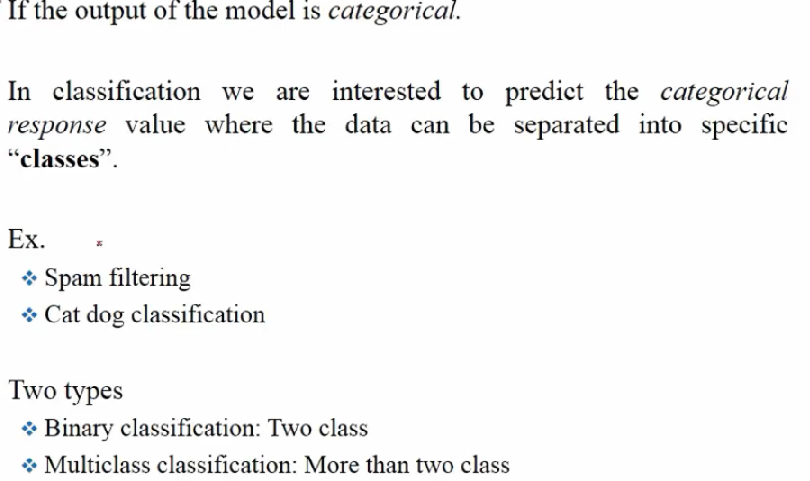 If the output of the model is categorical.
In classification we are interested to predict the categorical
response value where the data can be separated into specific
“classes”.
Ex.
❖ Spam filtering
❖ Cat dog classification
Two types
❖ Binary classification: Two class
❖ Multiclass classification: More than two class